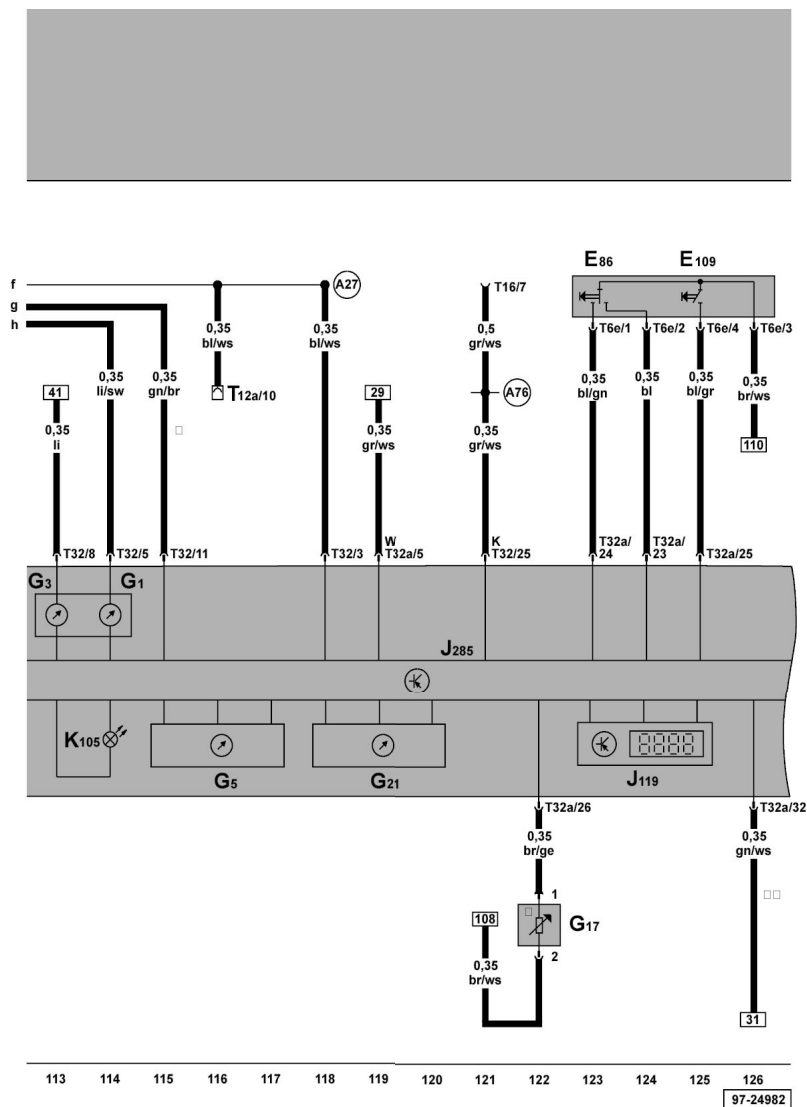 E86 E109
f A27 T16/7
g
h
T6e/1 T6e/2 T6e/4 T6e/3
0,35 bl/ws
0,35 bl/ws
0,5 gr/ws
0,35 li/sw
0,35 gn/br
0,35 bl/gn
0,35 bl
0,35 bl/gr
0,35 br/ws
41 T12a/10 29 A76
0,35 li
0,35 gr/ws
0,35 gr/ws
110
W K T32a/ T32a/
T32/8 T32/5 T32/11 T32/3 T32a/5 T32/25 24 23 T32a/25
G3 G1
J285
K105
G5 G21 J119
T32a/26 T32a/32
0,35 br/ge
0,35 gn/ws
1
108 G17
2
0,35 br/ws
31
113 114 115 116 117 118 119 120 121 122 123 124 125 126
97-24982